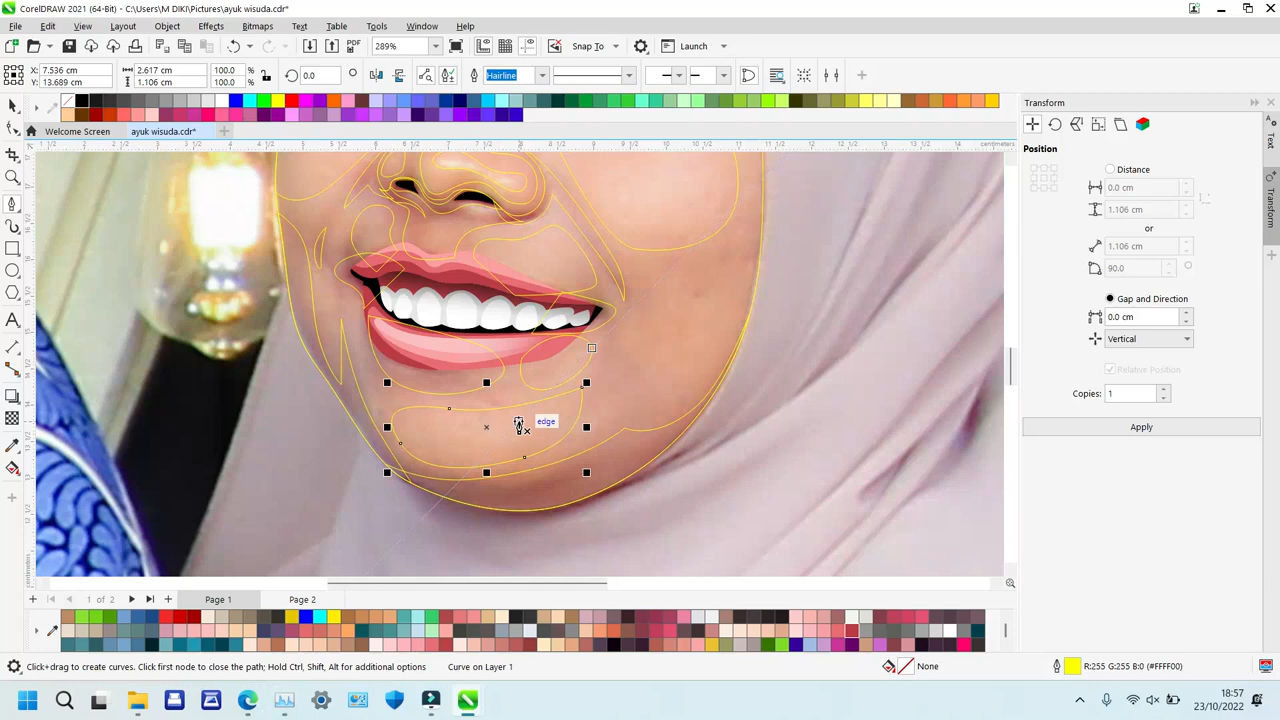 CorelDRAW 2021 (64-Bit) - C:\Users\M DIKI\Pictures\ayuk wisuda.cdr*
File Edit View Layout Object Effects Bitmaps Text Table Tools Window Help
289% Snap To Launch
X: 7.536 cm 2.617 cm 100.0 % 0.0 Hairline
Y: 13.689 cm 1.106 cm 100.0 %
Welcome Screen ayuk wisuda.cdr*
centimeters
edge
Transform
Position
Distance
0.0 cm
0.0 cm
or
1.106 cm
90.0
Gap and Direction
0.0 cm
Vertical
Relative Position
Copies: 1
Apply
Text
Transform
1 of 2 Page 1 Page 2
Click+drag to create curves. Click first node to close the path; Hold Ctrl, Shift, Alt for additional options Curve on Layer 1 None R:255 G:255 B:0 (#FFFF00)
18:57
23/10/2022